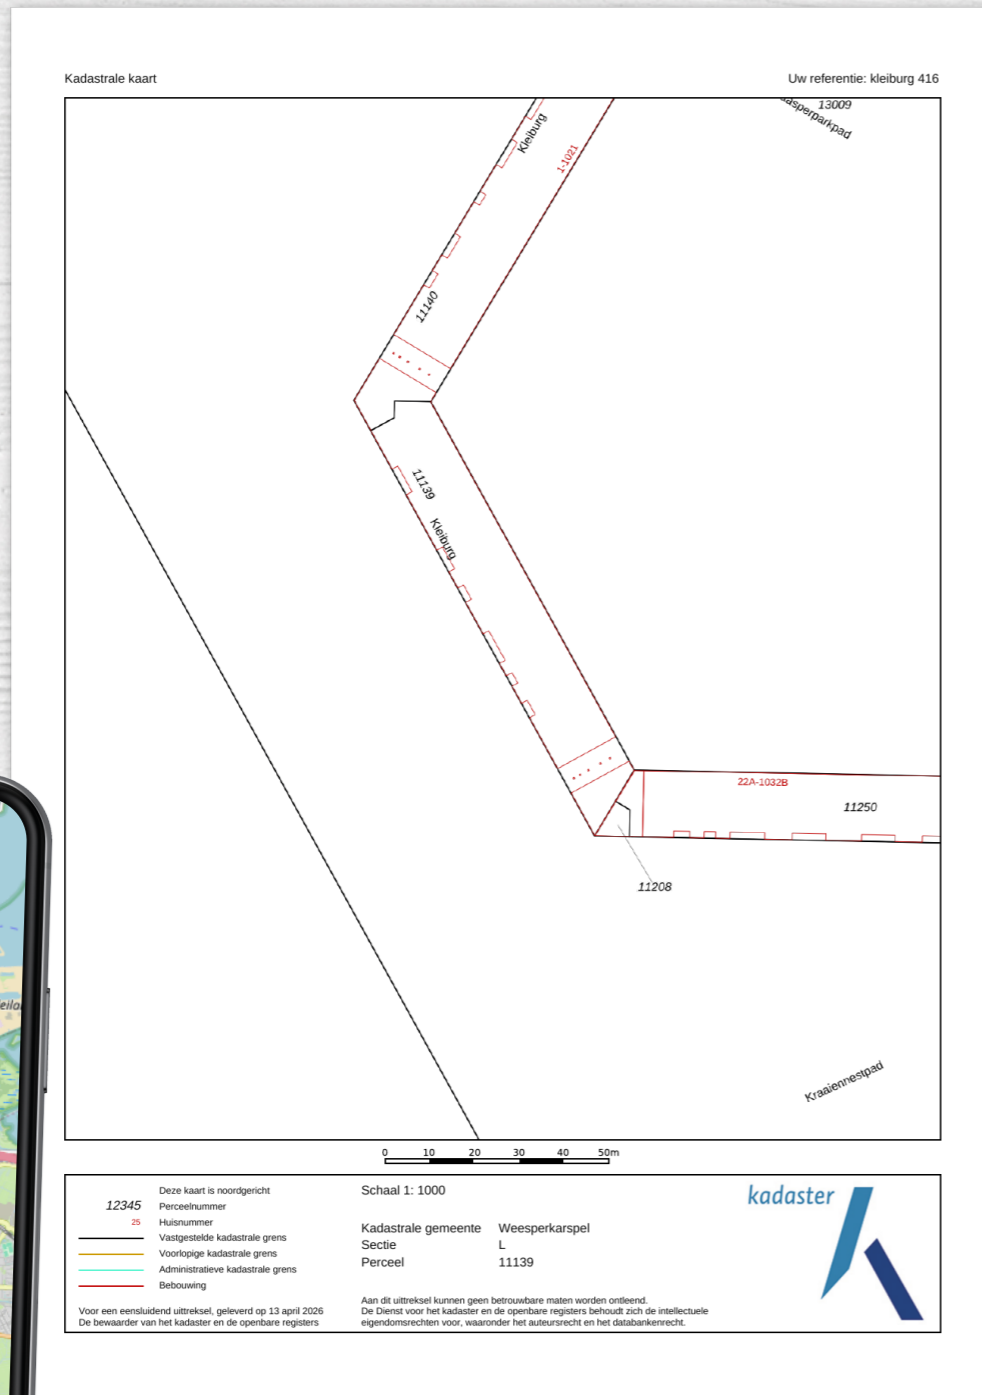 Kadastrale kaart
Uw referentie: kleiburg 416
13009
asperparkpad
Kleiburg
1-1021
11140
11139
Kleiburg
22A-1032B
11250
11208
Kraaiennestpad
0 10 20 30 40 50m
Deze kaart is noordgericht
12345 Perceelnummer
25 Huisnummer
Vastgestelde kadastrale grens
Voorlopige kadastrale grens
Administratieve kadastrale grens
Bebouwing
Voor een eensluidend uittreksel, geleverd op 13 april 2026
De bewaarder van het kadaster en de openbare registers
Schaal 1: 1000
Kadastrale gemeente Weesperkarspel
Sectie L
Perceel 11139
Aan dit uittreksel kunnen geen betrouwbare maten worden ontleend.
De Dienst voor het kadaster en de openbare registers behoudt zich de intellectuele
eigendomsrechten voor, waaronder het auteursrecht en het databankenrecht.
kadaster